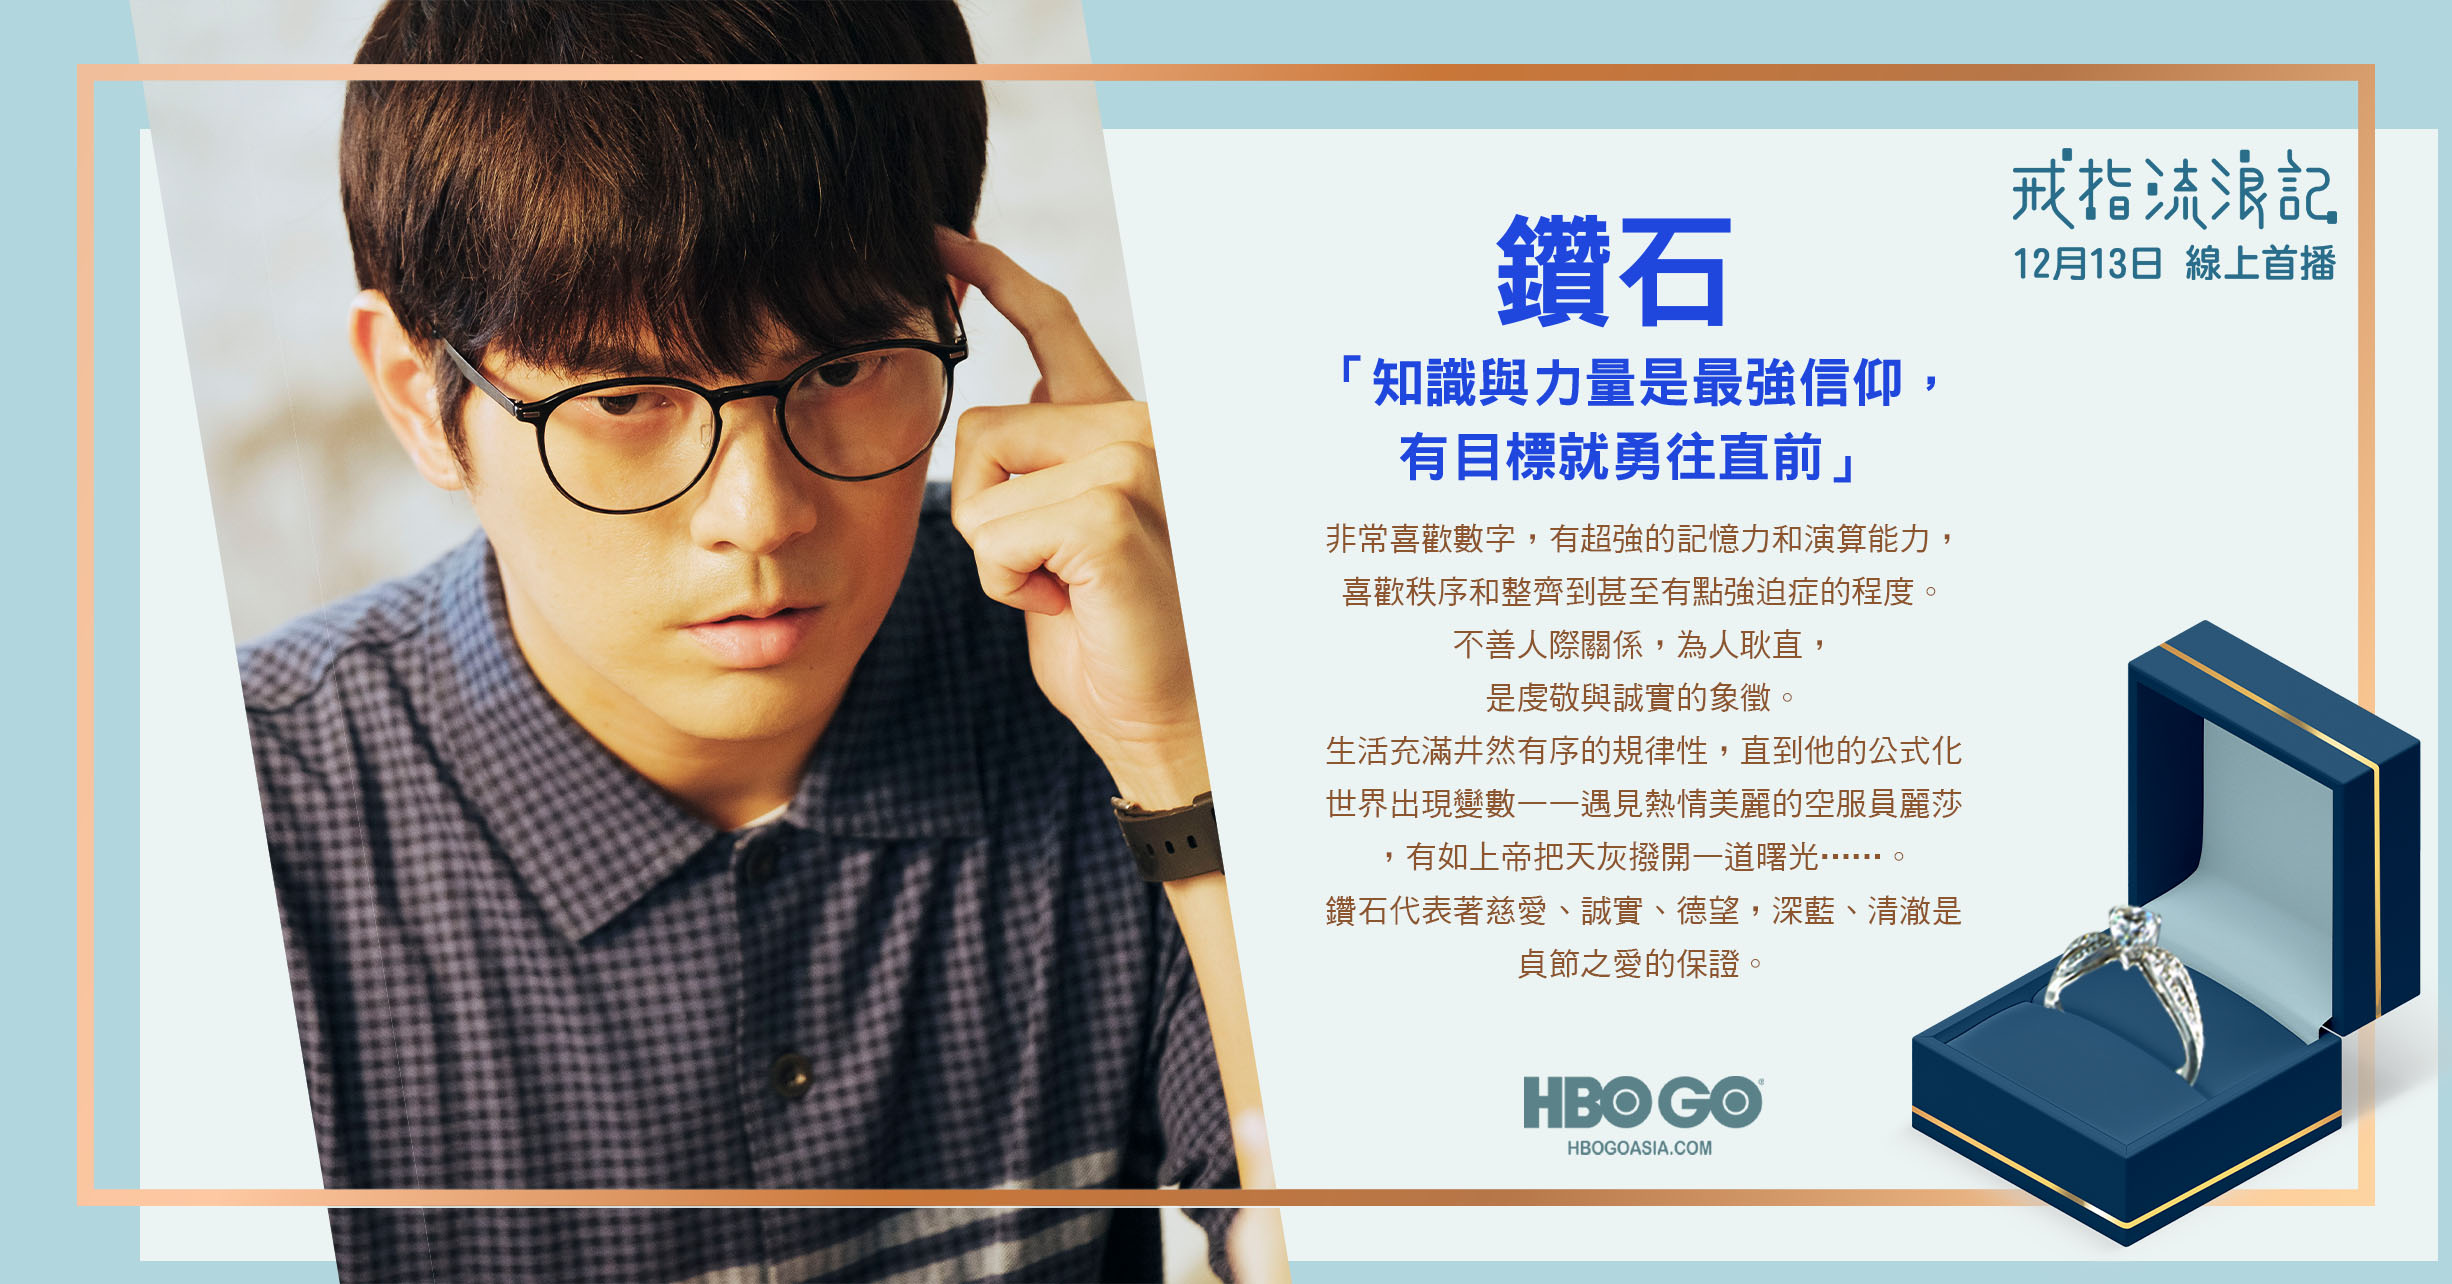 戒指流浪記
12月13日 線上首播
鑽石
「知識與力量是最強信仰，
有目標就勇往直前」
非常喜歡數字，有超強的記憶力和演算能力，
喜歡秩序和整齊到甚至有點強迫症的程度。
不善人際關係，為人耿直，
是虔敬與誠實的象徵。
生活充滿井然有序的規律性，直到他的公式化
世界出現變數——遇見熱情美麗的空服員麗莎
，有如上帝把天灰撥開一道曙光⋯⋯。
鑽石代表著慈愛、誠實、德望，深藍、清澈是
貞節之愛的保證。
HBO GO®
HBOGOASIA.COM